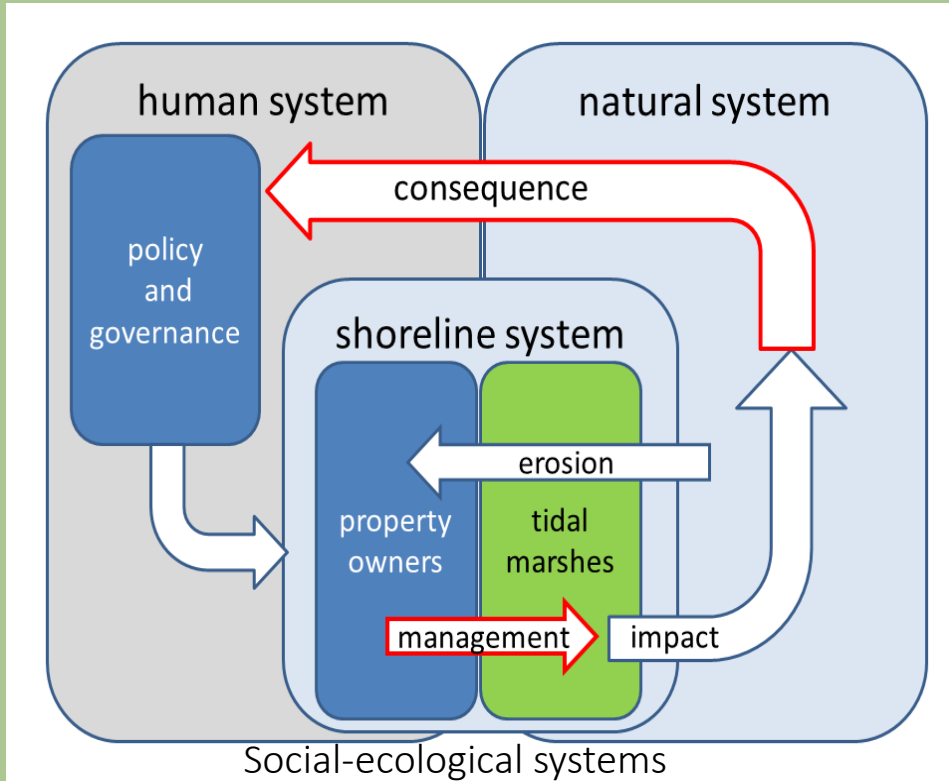 human system
natural system
consequence
policy
and
governance
shoreline system
erosion
property
owners
tidal
marshes
management
impact
Social-ecological systems